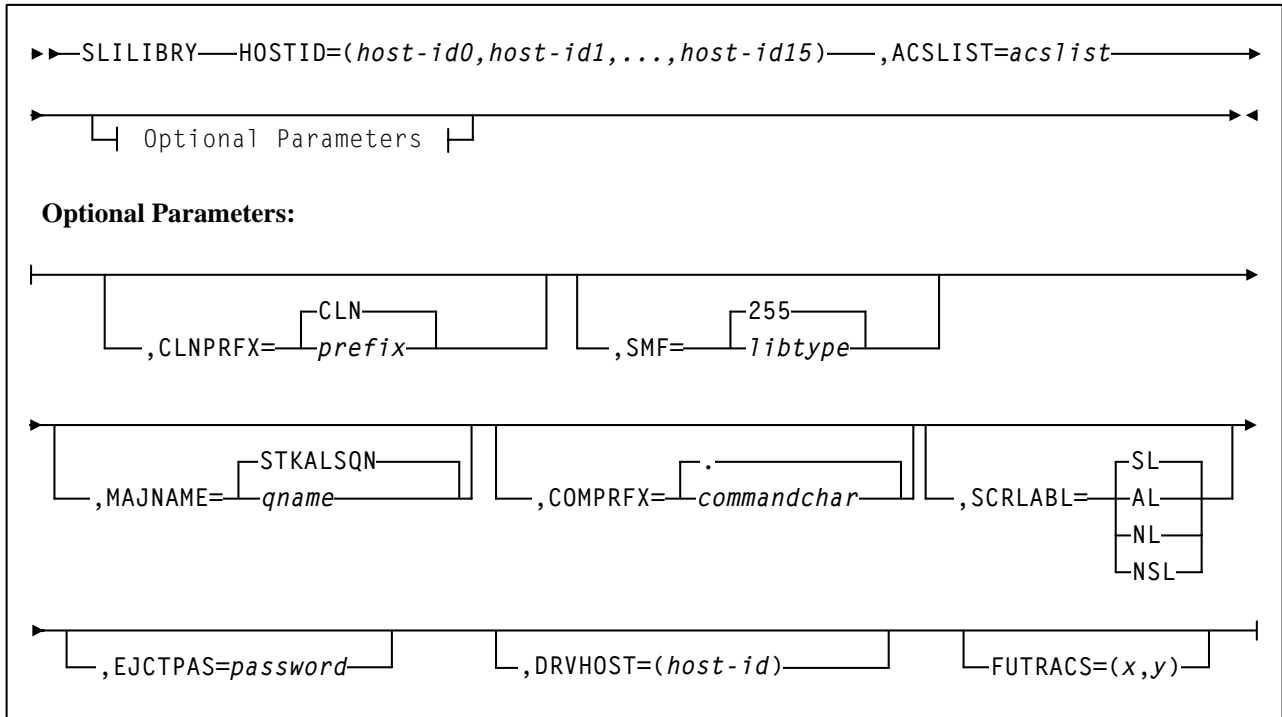 SLILIBRY HOSTID=(host-id0,host-id1,...,host-id15) ,ACSLIST=acslist
Optional Parameters
Optional Parameters:
CLN 255
,CLNPRFX= prefix ,SMF= libtype
STKALSQN . SL
,MAJNAME= qname ,COMPRFX= commandchar ,SCRLABL= AL
NL
NSL
,EJCTPAS=password ,DRVHOST=(host-id) FUTRACS=(x,y)